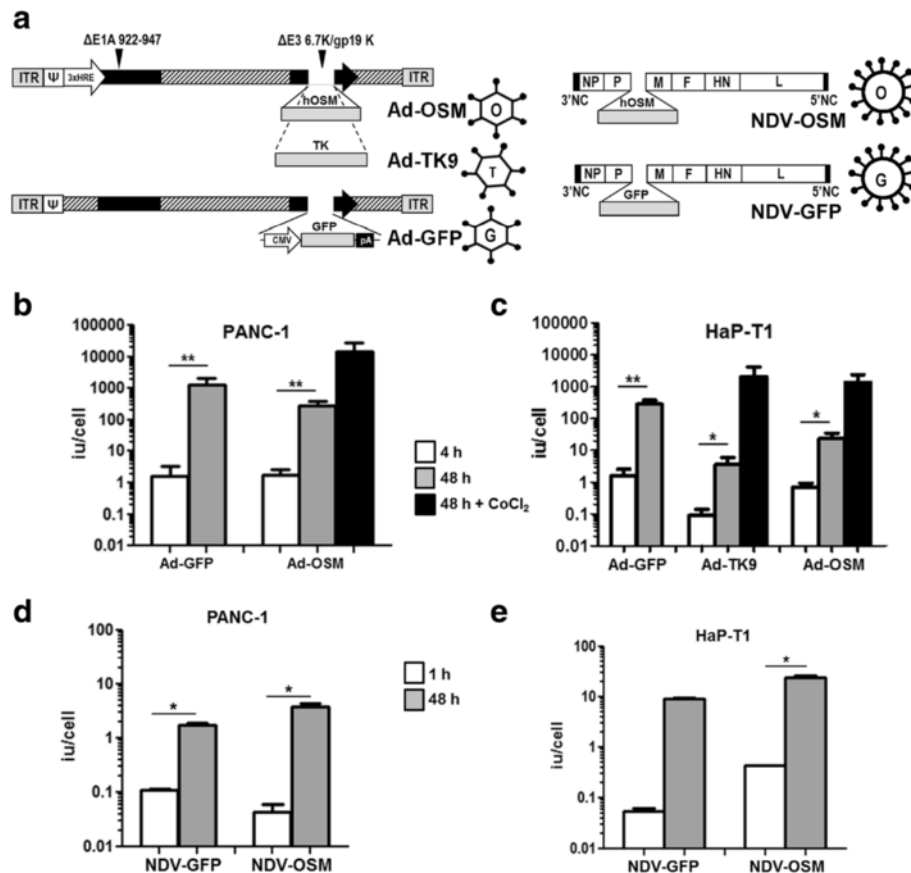 a
ΔE1A 922-947
ΔE3 6.7K/gp19 K
ITR Ψ 3xHRE ITR
hOSM
Ad-OSM O
TK
Ad-TK9 T
ITR Ψ ITR
GFP
CMV pA
Ad-GFP G
NP P M F HN L
3'NC hOSM 5'NC
NDV-OSM O
NP P M F HN L
3'NC GFP 5'NC
NDV-GFP G
b
PANC-1
iu/cell
100000
10000
1000
100
10
1
0.1
0.01
**
**
Ad-GFP Ad-OSM
4 h
48 h
48 h + CoCl₂
c
HaP-T1
iu/cell
100000
10000
1000
100
10
1
0.1
0.01
**
*
*
Ad-GFP Ad-TK9 Ad-OSM
d
PANC-1
iu/cell
100
10
1
0.1
0.01
*
*
NDV-GFP NDV-OSM
1 h
48 h
e
HaP-T1
iu/cell
100
10
1
0.1
0.01
*
NDV-GFP NDV-OSM